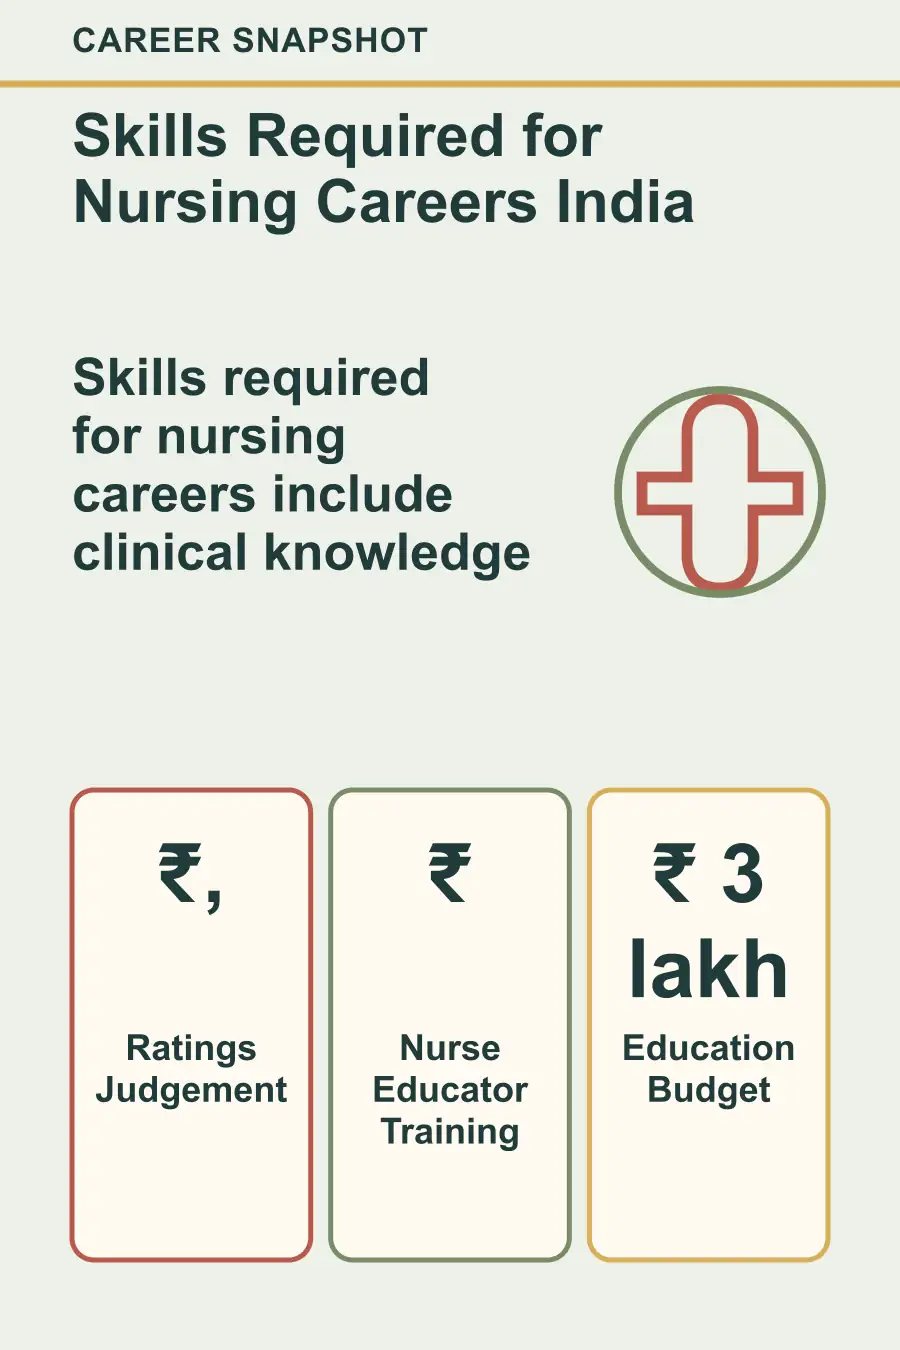 CAREER SNAPSHOT
Skills Required for
Nursing Careers India
Skills required
for nursing
careers include
clinical knowledge
₹,
Ratings
Judgement
₹
Nurse
Educator
Training
₹ 3
lakh
Education
Budget